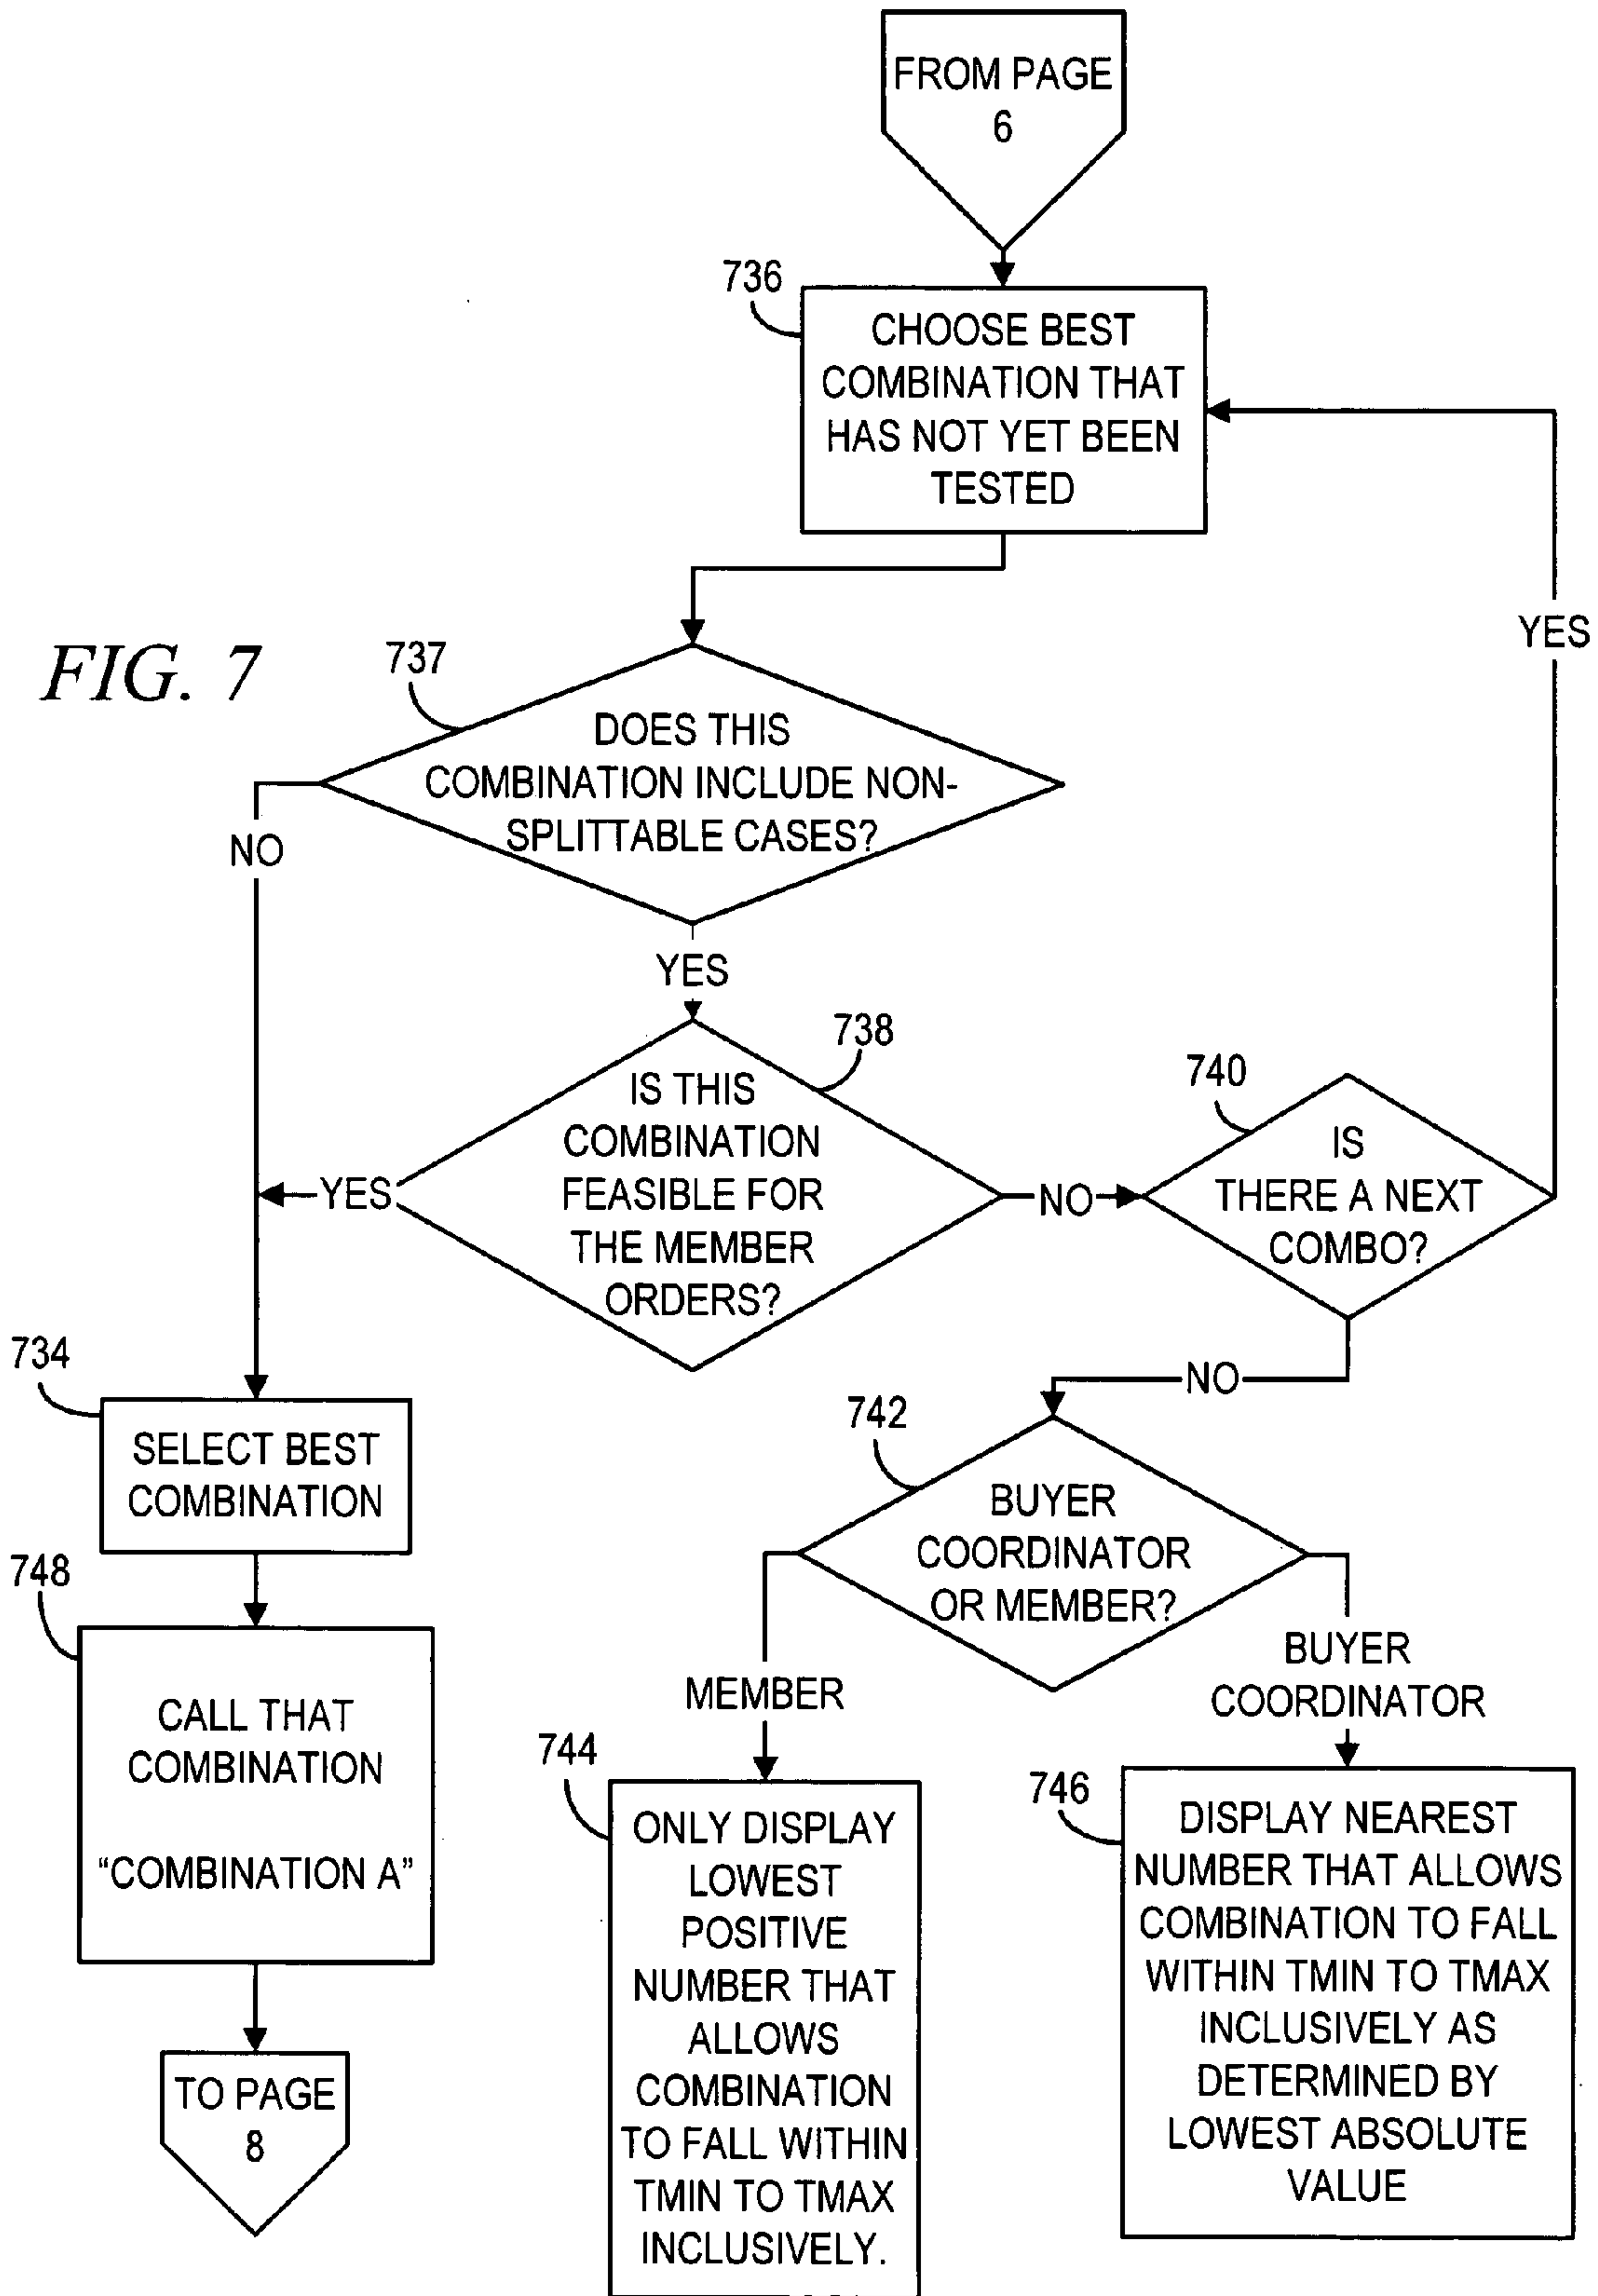 FROM PAGE
6
736
CHOOSE BEST
COMBINATION THAT
HAS NOT YET BEEN
TESTED
YES
FIG. 7
737
DOES THIS
COMBINATION INCLUDE NON-
SPLITTABLE CASES?
NO
YES
738
IS THIS
COMBINATION
FEASIBLE FOR
THE MEMBER
ORDERS?
YES
NO
740
IS
THERE A NEXT
COMBO?
NO
734
SELECT BEST
COMBINATION
742
BUYER
COORDINATOR
OR MEMBER?
748
CALL THAT
COMBINATION
"COMBINATION A"
MEMBER
BUYER
COORDINATOR
744
ONLY DISPLAY
LOWEST
POSITIVE
NUMBER THAT
ALLOWS
COMBINATION
TO FALL WITHIN
TMIN TO TMAX
INCLUSIVELY.
746
DISPLAY NEAREST
NUMBER THAT ALLOWS
COMBINATION TO FALL
WITHIN TMIN TO TMAX
INCLUSIVELY AS
DETERMINED BY
LOWEST ABSOLUTE
VALUE
TO PAGE
8